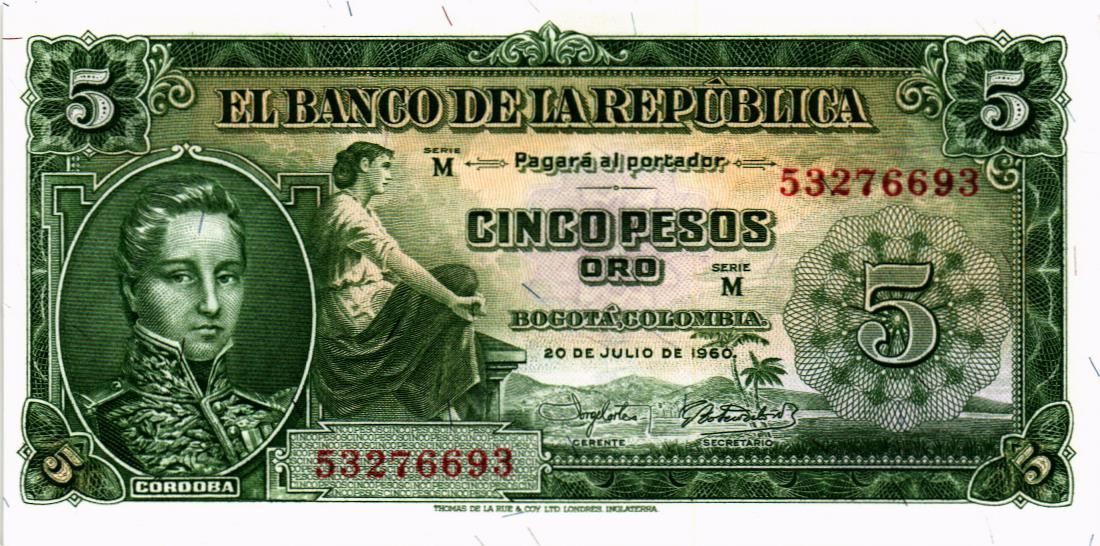 5 5
EL BANCO DE LA REPÚBLICA
SERIE
M
Pagará al portador
53276693
CINCO PESOS
ORO
SERIE
M
5
BOGOTÁ, COLOMBIA.
20 DE JULIO DE 1960.
GERENTE
SECRETARIO
53276693
5
CORDOBA
5
THOMAS DE LA RUE & COY LTD LONDRES. INGLATERRA.